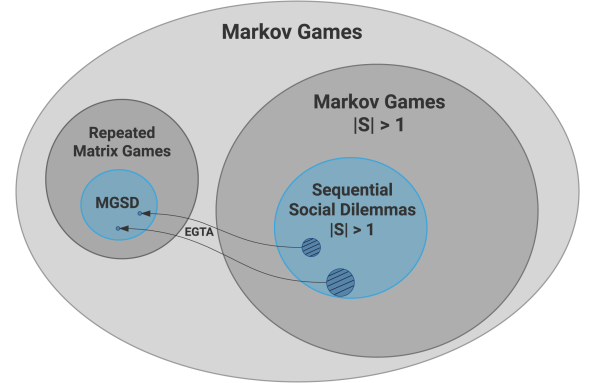 Markov Games
Markov Games
|S| > 1
Repeated
Matrix Games
MGSD
EGTA
Sequential
Social Dilemmas
|S| > 1